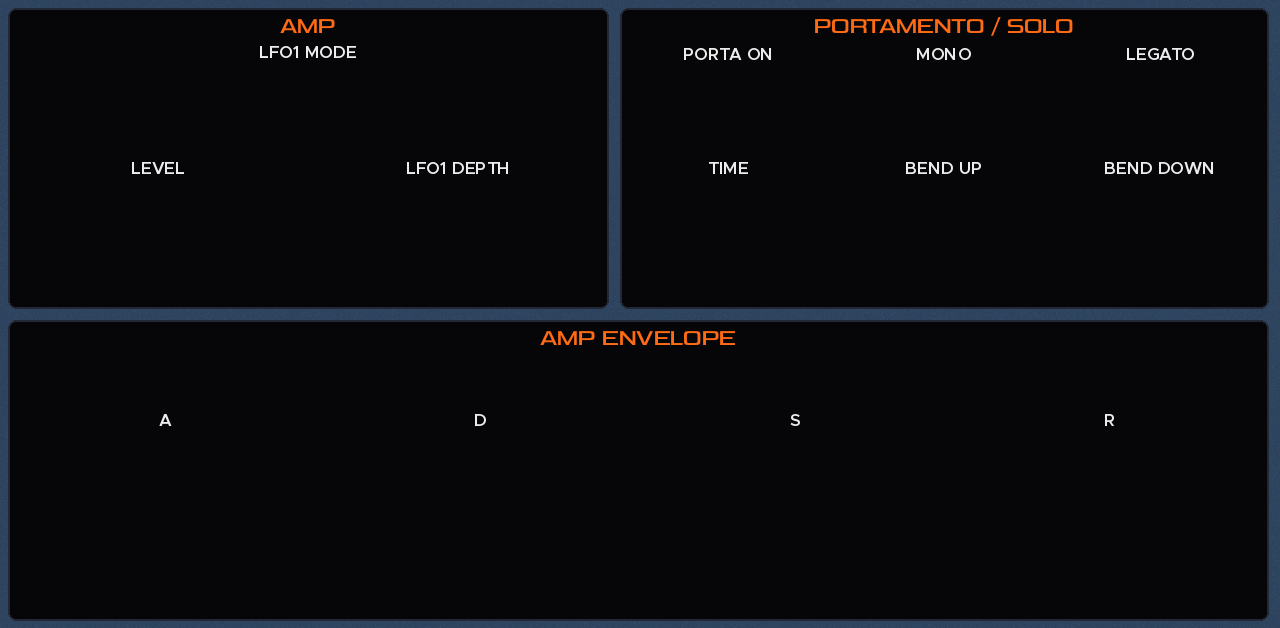 AMP
LFO1 MODE
LEVEL
LFO1 DEPTH
PORTAMENTO / SOLO
PORTA ON
MONO
LEGATO
TIME
BEND UP
BEND DOWN
AMP ENVELOPE
A
D
S
R